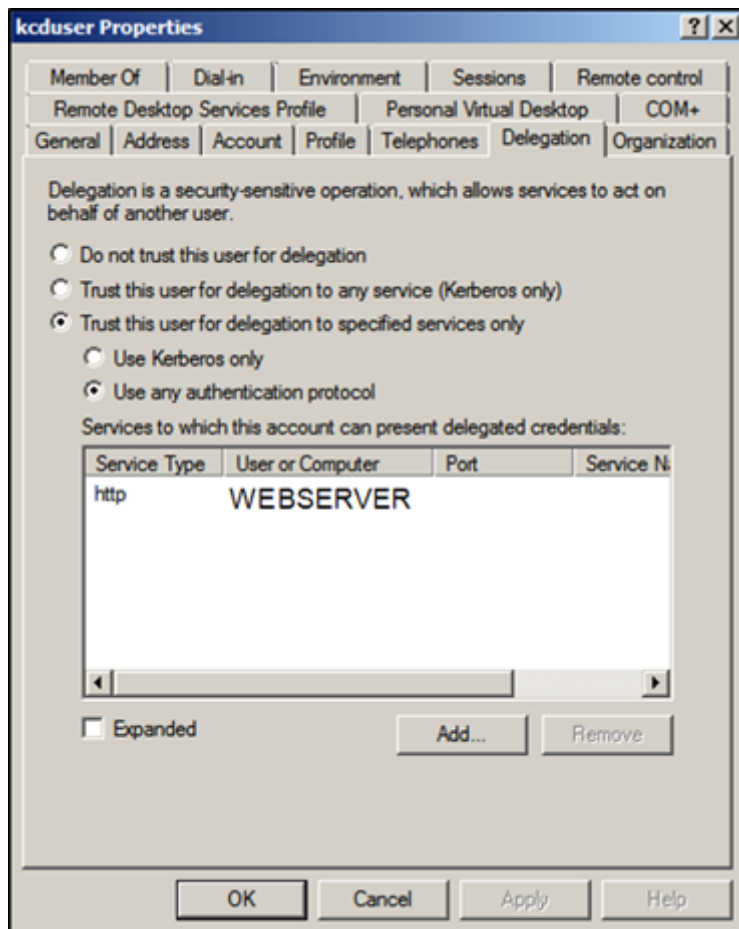 kcduser Properties
Member Of Dial-in Environment Sessions Remote control
Remote Desktop Services Profile Personal Virtual Desktop COM+
General Address Account Profile Telephones Delegation Organization
Delegation is a security-sensitive operation, which allows services to act on
behalf of another user.
Do not trust this user for delegation
Trust this user for delegation to any service (Kerberos only)
Trust this user for delegation to specified services only
Use Kerberos only
Use any authentication protocol
Services to which this account can present delegated credentials:
Service Type User or Computer Port Service
http WEBSERVER
Expanded Add... Remove
OK Cancel Apply Help